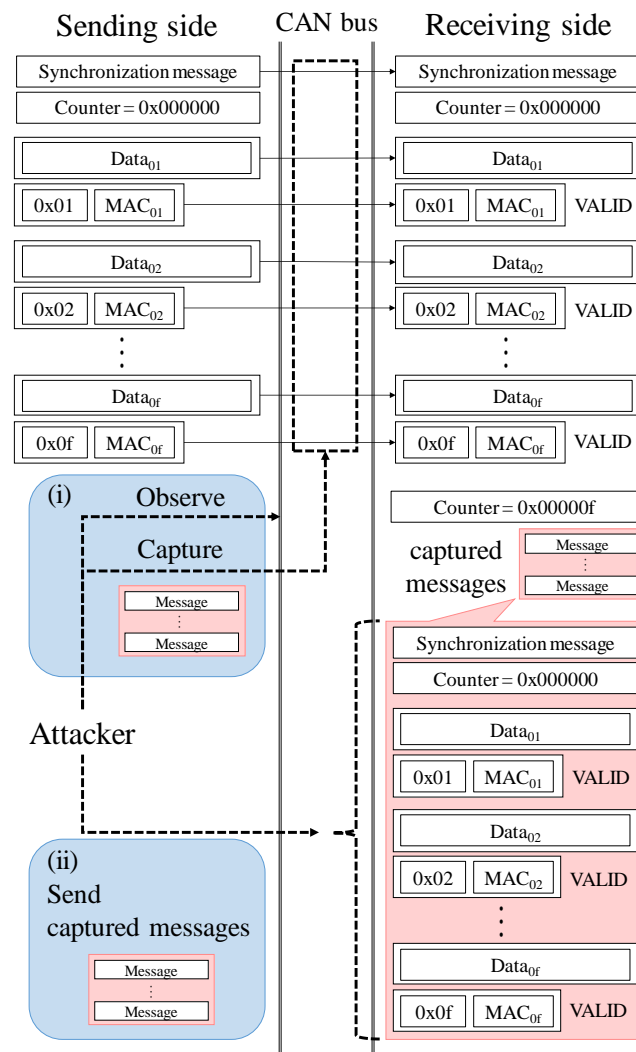 Sending side CAN bus Receiving side
Synchronization message Synchronization message
Counter = 0x000000 Counter = 0x000000
Data01 Data01
0x01 MAC01 0x01 MAC01 VALID
Data02 Data02
0x02 MAC02 0x02 MAC02 VALID
Data0f Data0f
0x0f MAC0f 0x0f MAC0f VALID
(i)
Observe
Capture
Message
Message
Counter = 0x00000f
captured
messages
Message
Message
Synchronization message
Counter = 0x000000
Data01
0x01 MAC01 VALID
Data02
0x02 MAC02 VALID
Data0f
0x0f MAC0f VALID
Attacker
(ii)
Send
captured messages
Message
Message